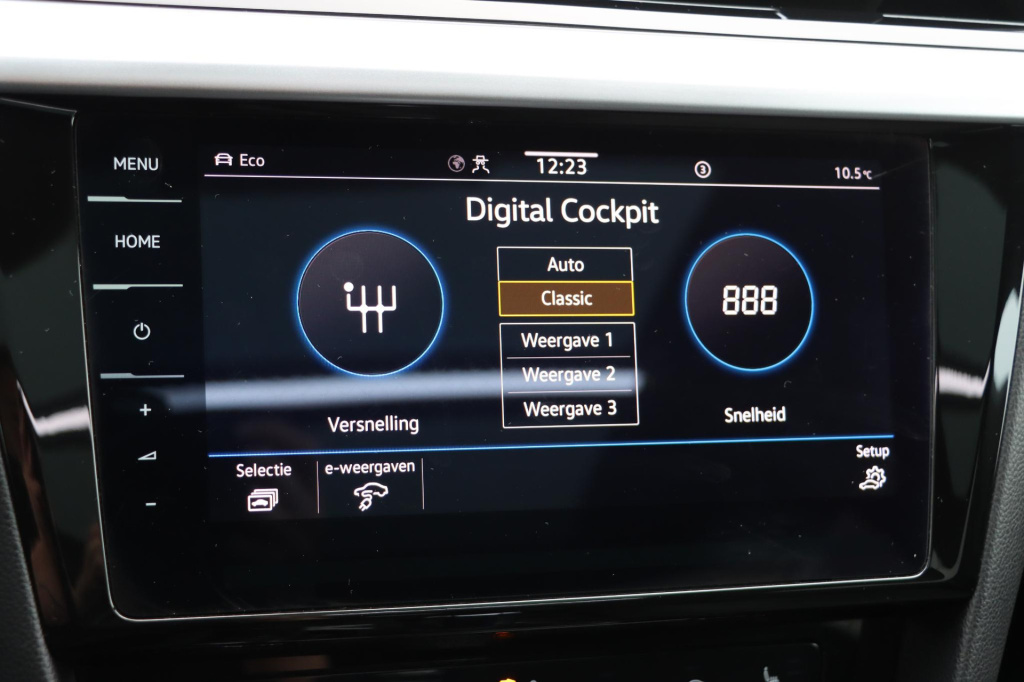 MENU
HOME
Eco
12:23
3
10.5°C
Digital Cockpit
Auto
Classic
Weergave 1
Weergave 2
Weergave 3
888
Versnelling
Snelheid
Selectie
e-weergaven
Setup